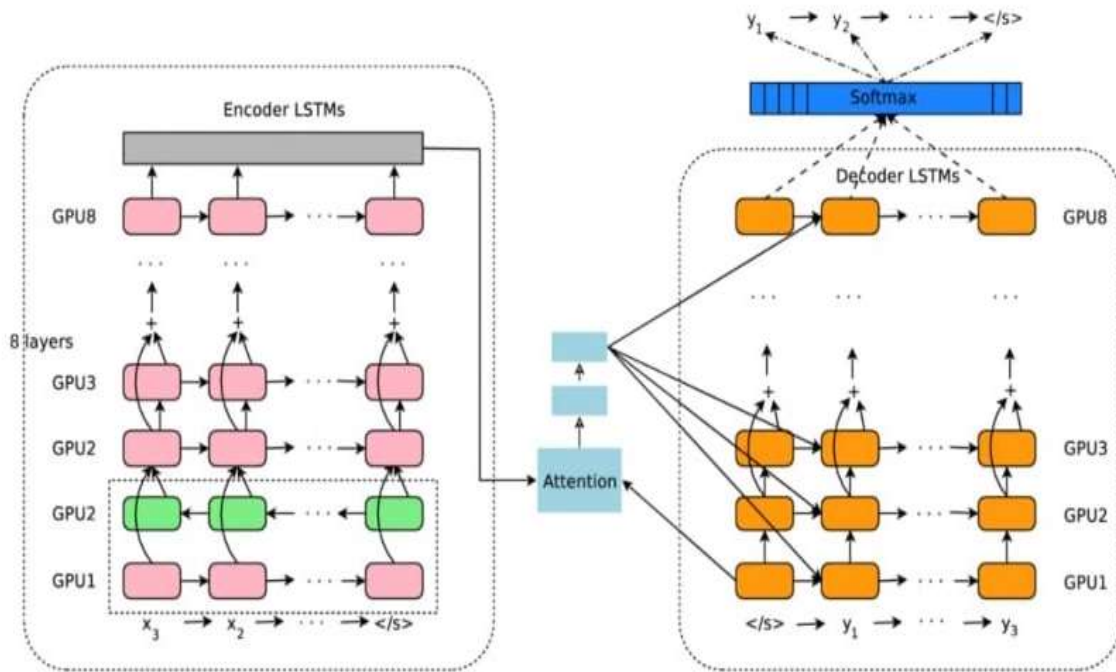 y1 → y2 → ··· → </s>
Softmax
Encoder LSTMs
GPU8
···
···
···
···
+
+
+
8 layers
GPU3
···
GPU2
···
GPU2
···
GPU1
···
x3 → x2 → ··· → </s>
Attention
Decoder LSTMs
···
GPU8
···
···
···
+
+
+
···
GPU3
···
GPU2
···
GPU1
</s> → y1 → ··· → y3